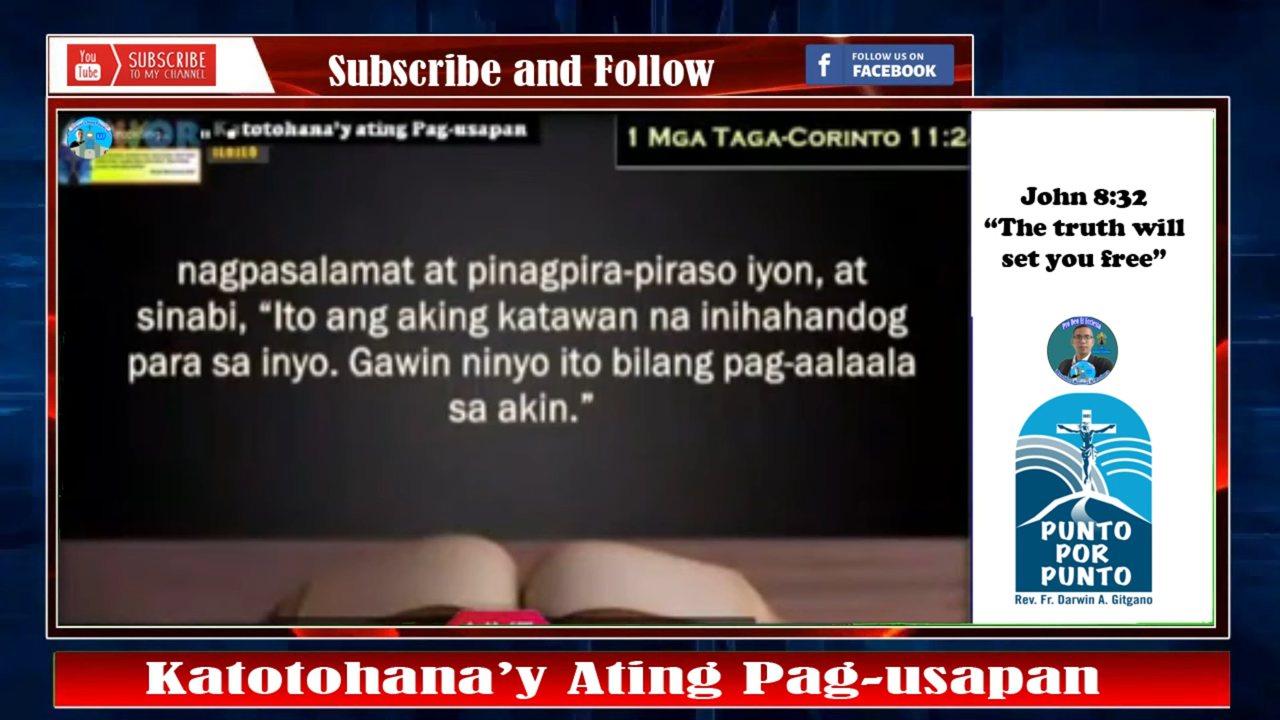 You Tube
SUBSCRIBE
TO MY CHANNEL
Subscribe and Follow
FOLLOW US ON
FACEBOOK
totohana'y ating Pag-usapan
ILOILO
1 MGA TAGA-CORINTO 11:2
nagpasalamat at pinagpira-piraso iyon, at
sinabi, “Ito ang aking katawan na inihahandog
para sa inyo. Gawin ninyo ito bilang pag-aalaala
sa akin.”
John 8:32
“The truth will
set you free”
PUNTO
POR
PUNTO
Rev. Fr. Darwin A. Gitgano
Katotohana’y Ating Pag-usapan